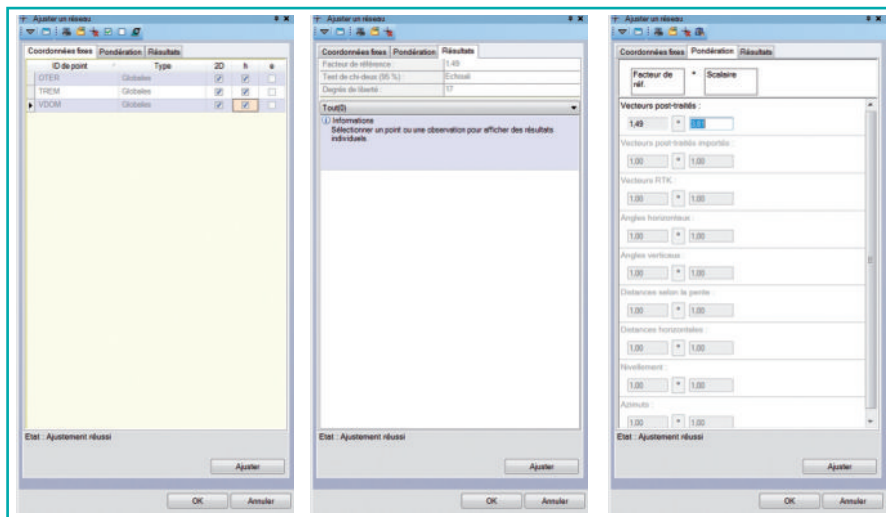 Ajuster un réseau
Coordonnées fixes Pondération Résultats
ID de point Type 2D h e
OTER Globales
TREM Globales
VDOM Globales
Etat : Ajustement réussi
Ajuster
OK Annuler
Ajuster un réseau
Coordonnées fixes Pondération Résultats
Facteur de référence : 1.49
Test de chi-deux (95 %) : Echoué
Degrés de liberté : 17
Tout(0)
Informations
Sélectionner un point ou une observation pour afficher des résultats
individuels.
Etat : Ajustement réussi
Ajuster
OK Annuler
Ajuster un réseau
Coordonnées fixes Pondération Résultats
Facteur de * Scalaire
réf.
Vecteurs post-traités :
1,49 *
Vecteurs post-traités importés :
1,00 * 1,00
Vecteurs RTK :
1,00 * 1,00
Angles horizontaux :
1,00 * 1,00
Angles verticaux :
1,00 * 1,00
Distances selon la pente :
1,00 * 1,00
Distances horizontales :
1,00 * 1,00
Nivellement :
1,00 * 1,00
Azimuts :
1,00 * 1,00
Etat : Ajustement réussi
Ajuster
OK Annuler